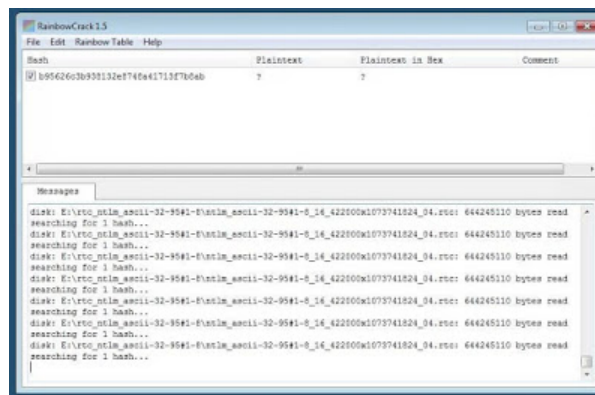 RainbowCrack 1.5
File Edit Rainbow Table Help
Hash Plaintext Plaintext in Hex Comment
b95626c3b938132e8748a41713f7b8ab ? ?
Messages
disk: E:\rtc_ntlm_ascii-32-95#1-8\ntlm_ascii-32-95#1-8_16_422000x1073741824_04.rtc: 644245110 bytes read
searching for 1 hash...
disk: E:\rtc_ntlm_ascii-32-95#1-8\ntlm_ascii-32-95#1-8_16_422000x1073741824_04.rtc: 644245110 bytes read
searching for 1 hash...
disk: E:\rtc_ntlm_ascii-32-95#1-8\ntlm_ascii-32-95#1-8_16_422000x1073741824_04.rtc: 644245110 bytes read
searching for 1 hash...
disk: E:\rtc_ntlm_ascii-32-95#1-8\ntlm_ascii-32-95#1-8_16_422000x1073741824_04.rtc: 644245110 bytes read
searching for 1 hash...
disk: E:\rtc_ntlm_ascii-32-95#1-8\ntlm_ascii-32-95#1-8_16_422000x1073741824_04.rtc: 644245110 bytes read
searching for 1 hash...
disk: E:\rtc_ntlm_ascii-32-95#1-8\ntlm_ascii-32-95#1-8_16_422000x1073741824_04.rtc: 644245110 bytes read
searching for 1 hash...
disk: E:\rtc_ntlm_ascii-32-95#1-8\ntlm_ascii-32-95#1-8_16_422000x1073741824_04.rtc: 644245110 bytes read
searching for 1 hash...